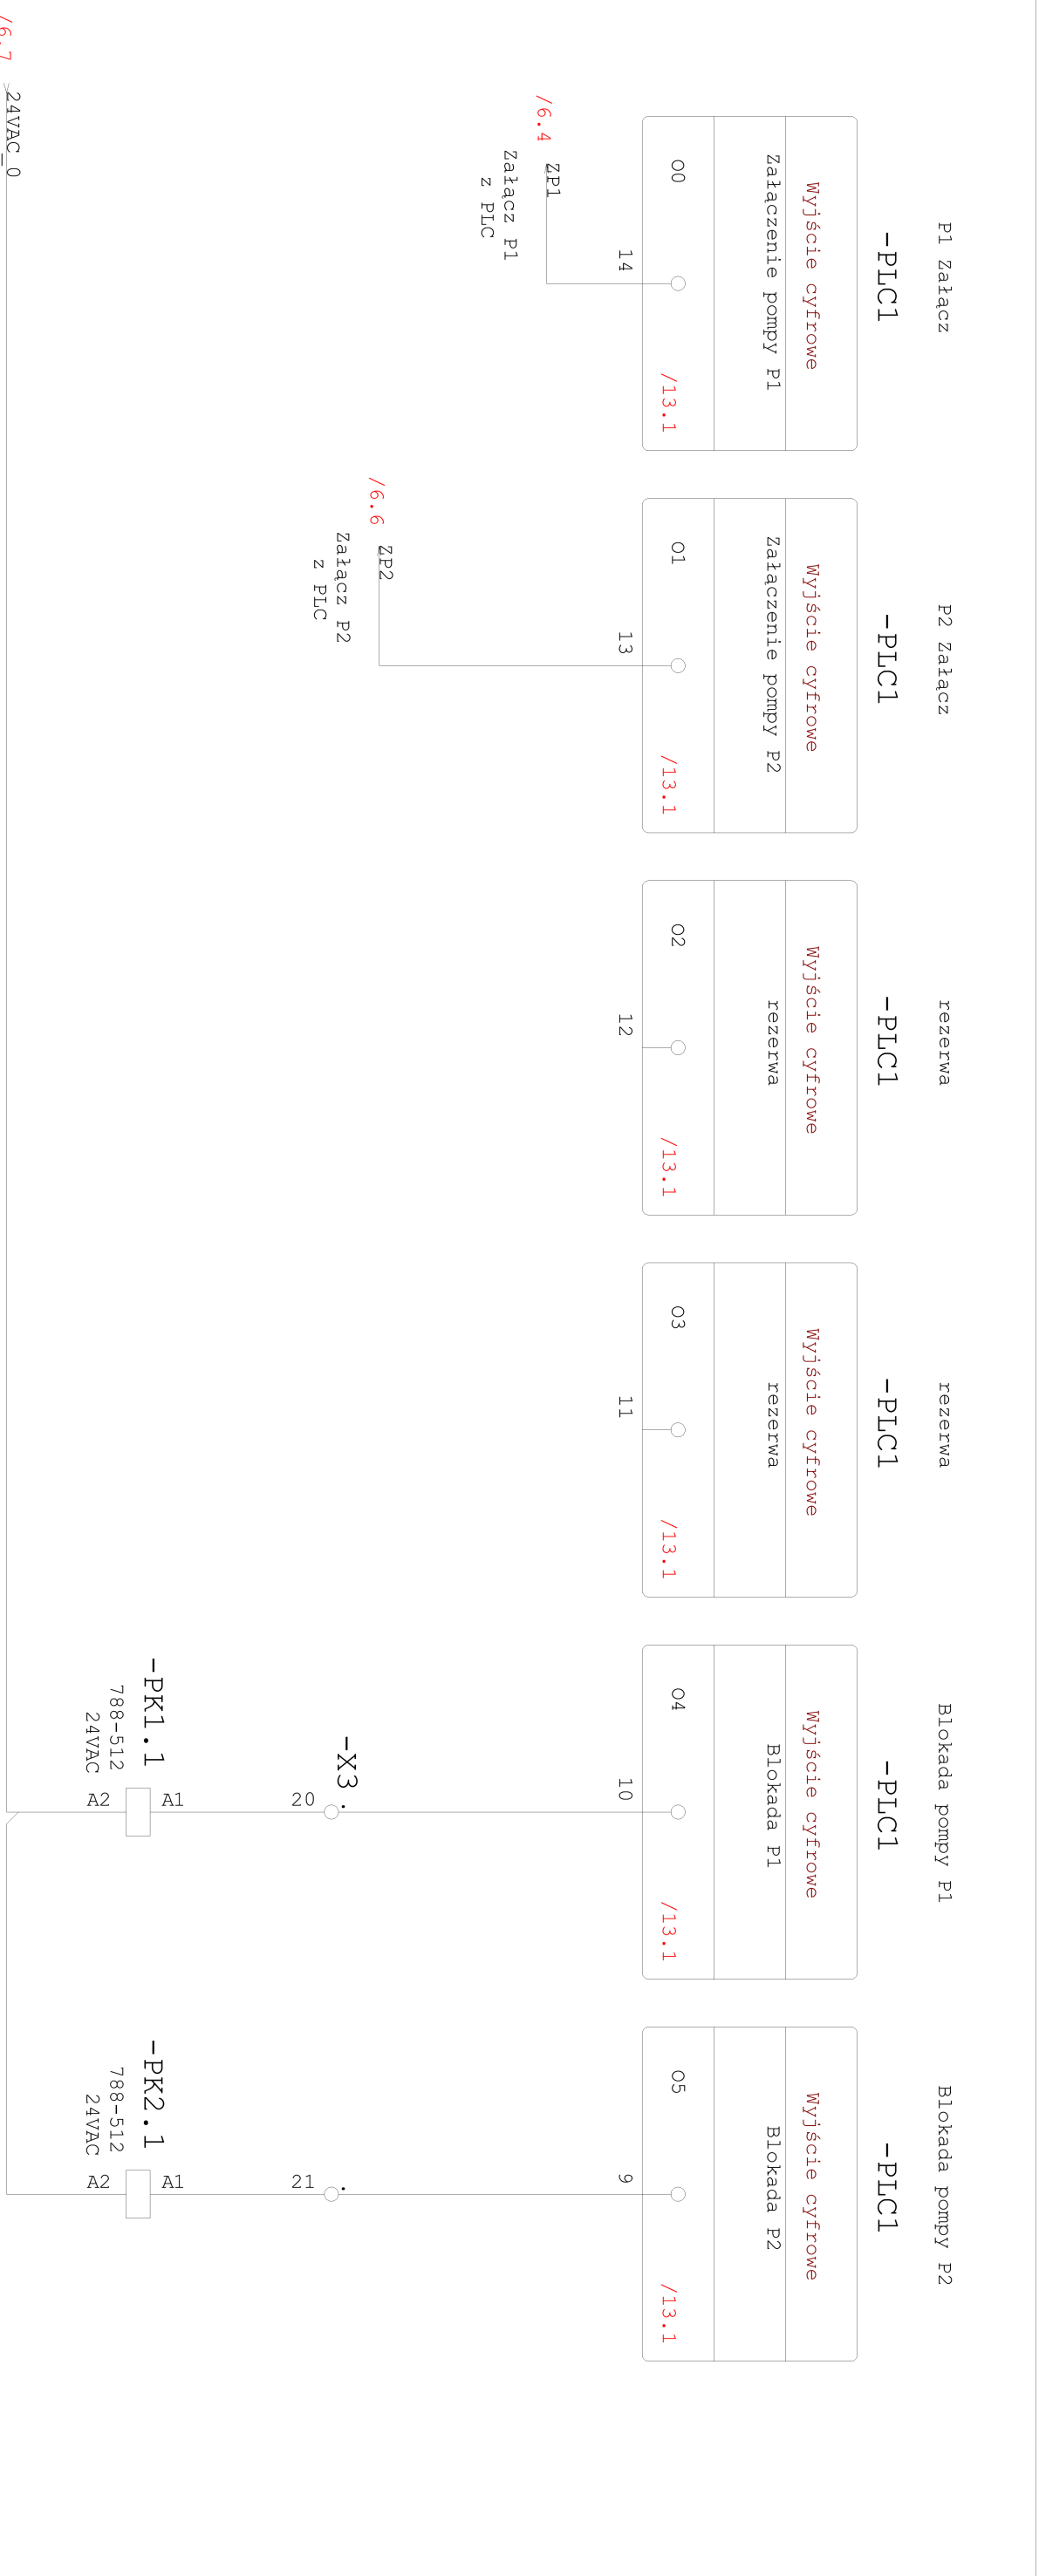 P1 Załącz
-PLC1
Wyjście cyfrowe
Załączenie pompy P1
O0
/13.1
14
/6.4
ZP1
Załącz P1
z PLC
P2 Załącz
-PLC1
Wyjście cyfrowe
Załączenie pompy P2
O1
/13.1
13
/6.6
ZP2
Załącz P2
z PLC
rezerwa
-PLC1
Wyjście cyfrowe
rezerwa
O2
/13.1
12
rezerwa
-PLC1
Wyjście cyfrowe
rezerwa
O3
/13.1
11
Blokada pompy P1
-PLC1
Wyjście cyfrowe
Blokada P1
O4
/13.1
10
-X3
.
20
-PK1.1
788-512
24VAC
A1
A2
Blokada pompy P2
-PLC1
Wyjście cyfrowe
Blokada P2
O5
/13.1
9
.
21
-PK2.1
788-512
24VAC
A1
A2
/6.7
24VAC_0